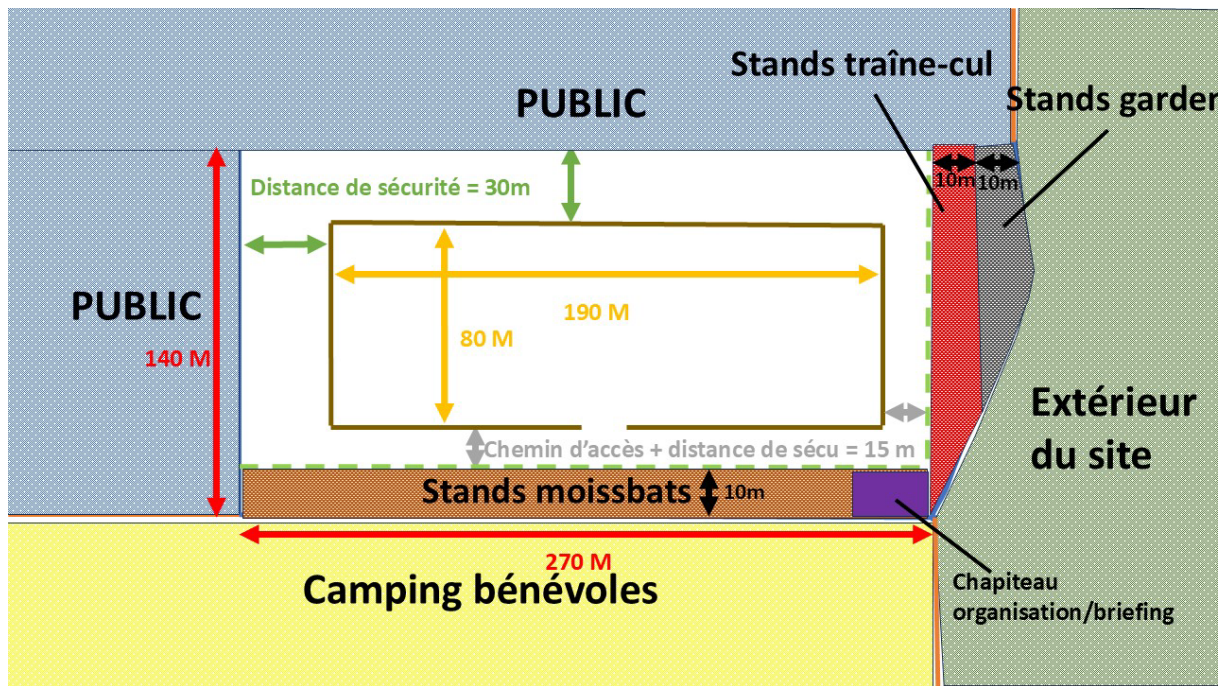 Stands traîne-cul
PUBLIC
Stands garden
10m
10m
Distance de sécurité = 30m
PUBLIC
190 M
80 M
140 M
Extérieur
du site
Chemin d'accès + distance de sécu = 15 m
Stands moissbats
10m
270 M
Camping bénévoles
Chapiteau
organisation/briefing